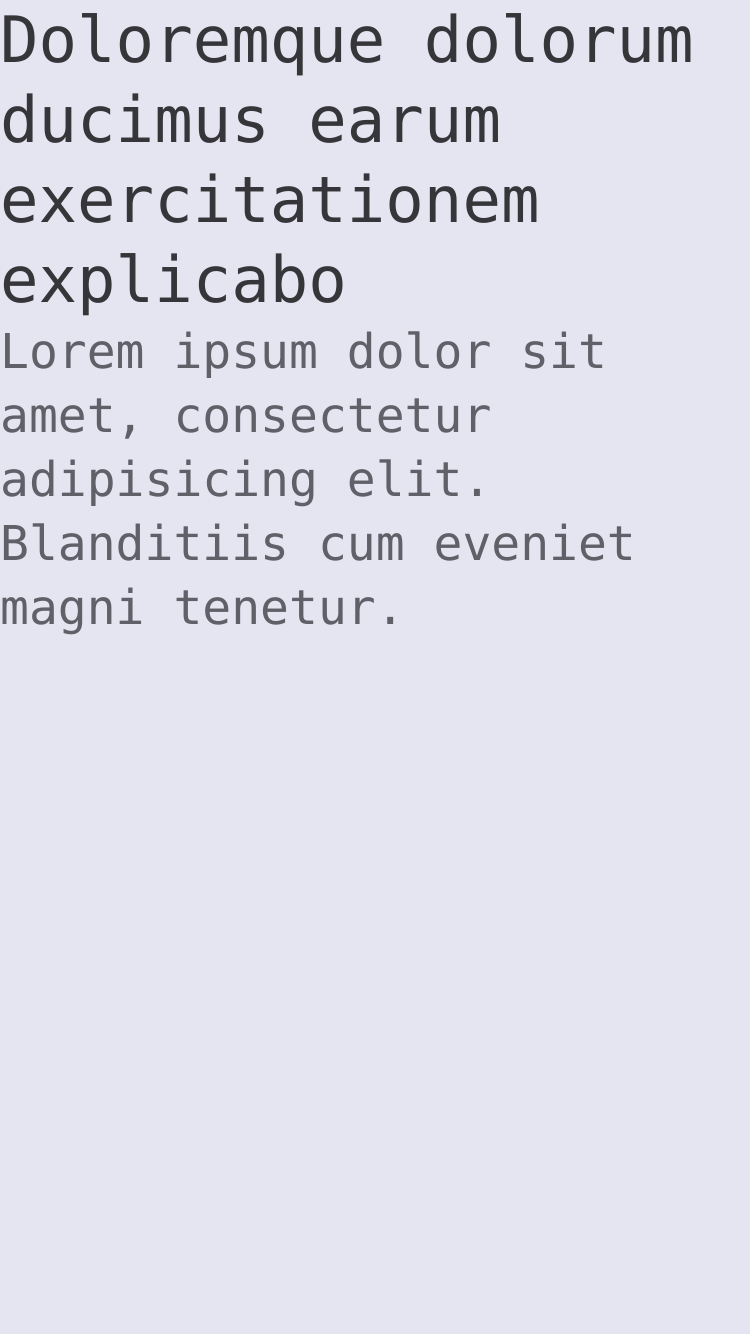 Doloremque dolorum
ducimus earum
exercitationem
explicabo
Lorem ipsum dolor sit
amet, consectetur
adipisicing elit.
Blanditiis cum eveniet
magni tenetur.